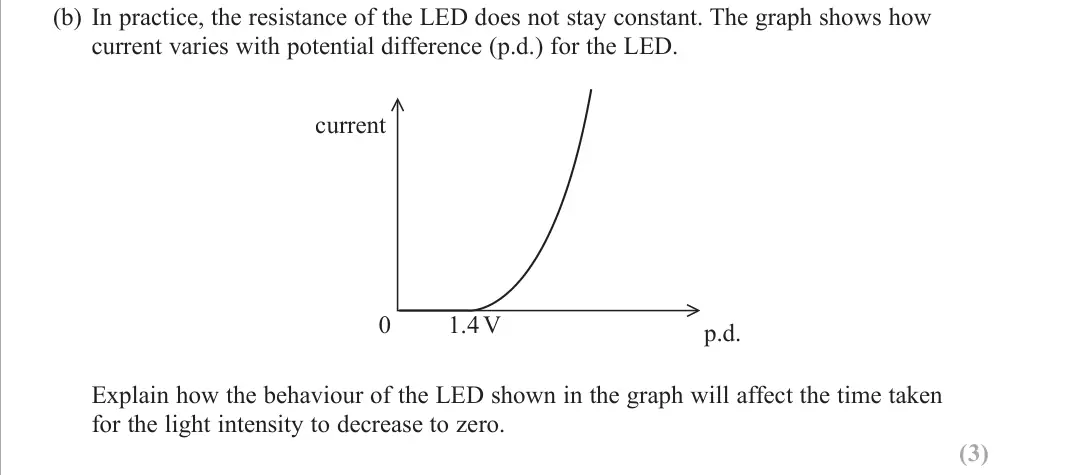 (b) In practice, the resistance of the LED does not stay constant. The graph shows how
current varies with potential difference (p.d.) for the LED.
current
0
1.4 V
p.d.
Explain how the behaviour of the LED shown in the graph will affect the time taken
for the light intensity to decrease to zero.
(3)